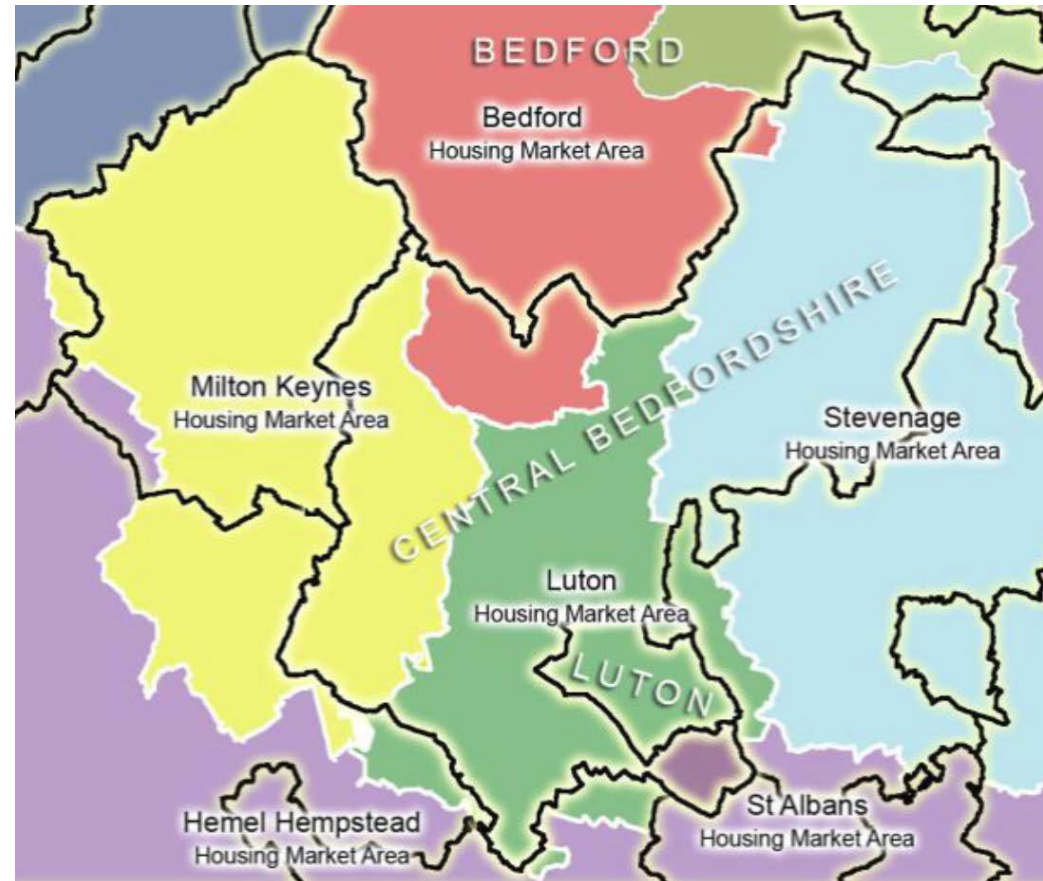 BEDFORD
Bedford
Housing Market Area
CENTRAL BEDFORDSHIRE
Milton Keynes
Housing Market Area
Stevenage
Housing Market Area
Luton
Housing Market Area
LUTON
Hemel Hempstead
Housing Market Area
St Albans
Housing Market Area